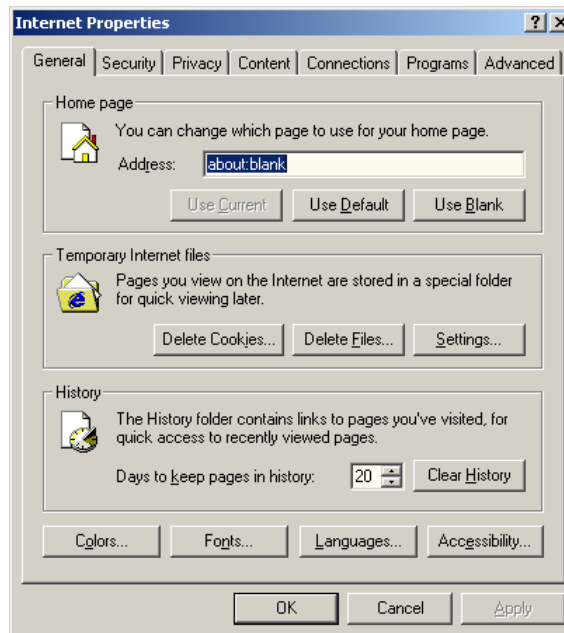 Internet Properties
General Security Privacy Content Connections Programs Advanced
Home page
You can change which page to use for your home page.
Address: about:blank
Use Current Use Default Use Blank
Temporary Internet files
Pages you view on the Internet are stored in a special folder
for quick viewing later.
Delete Cookies... Delete Files... Settings...
History
The History folder contains links to pages you've visited, for
quick access to recently viewed pages.
Days to keep pages in history: 20 Clear History
Colors... Fonts... Languages... Accessibility...
OK Cancel Apply